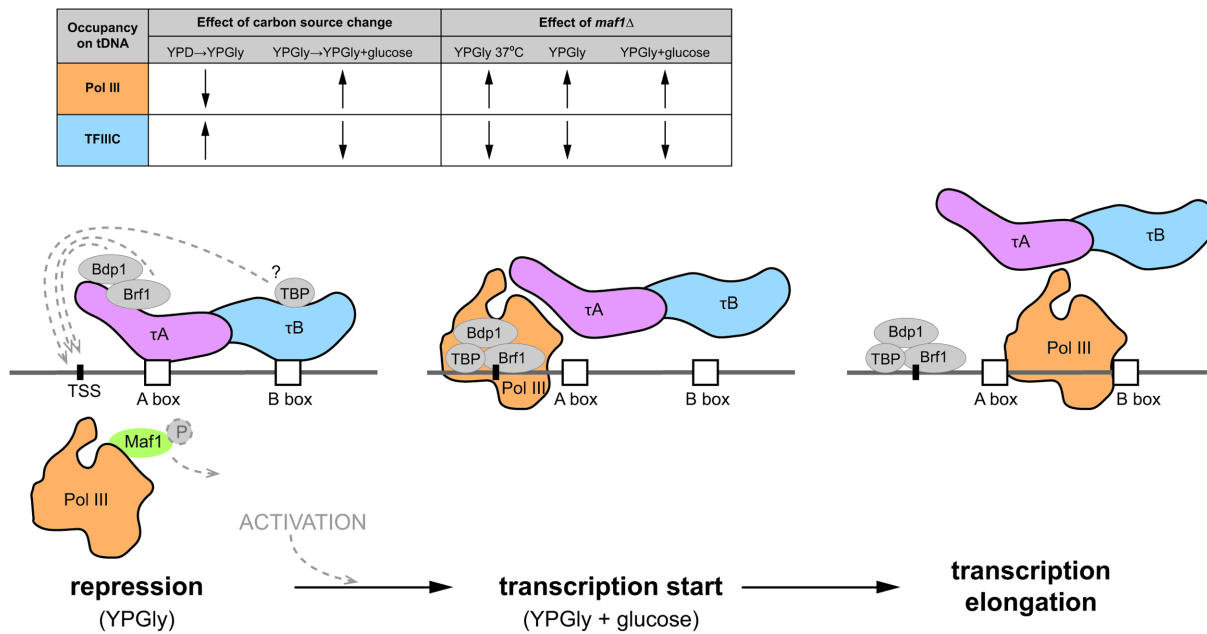 Occupancy on tDNA Effect of carbon source change Effect of maf1Δ
YPD→YPGly YPGly→YPGly+glucose YPGly 37°C YPGly YPGly+glucose
Pol III ↓ ↑ ↑ ↑ ↑
TFIIIC ↑ ↓ ↓ ↓ ↓
Bdp1
Brf1
?
TBP
τA
τB
TSS
A box
B box
Maf1
P
Pol III
Bdp1
TBP
Brf1
Pol III
τA
τB
A box
B box
τA
τB
Bdp1
TBP
Brf1
Pol III
A box
B box
ACTIVATION
repression
(YPGly)
transcription start
(YPGly + glucose)
transcription
elongation